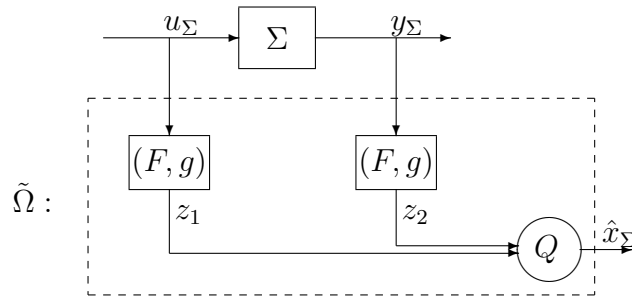 u_Σ Σ y_Σ
(F, g) (F, g)
Ω̃ : z_1 z_2
Q x̂_Σ